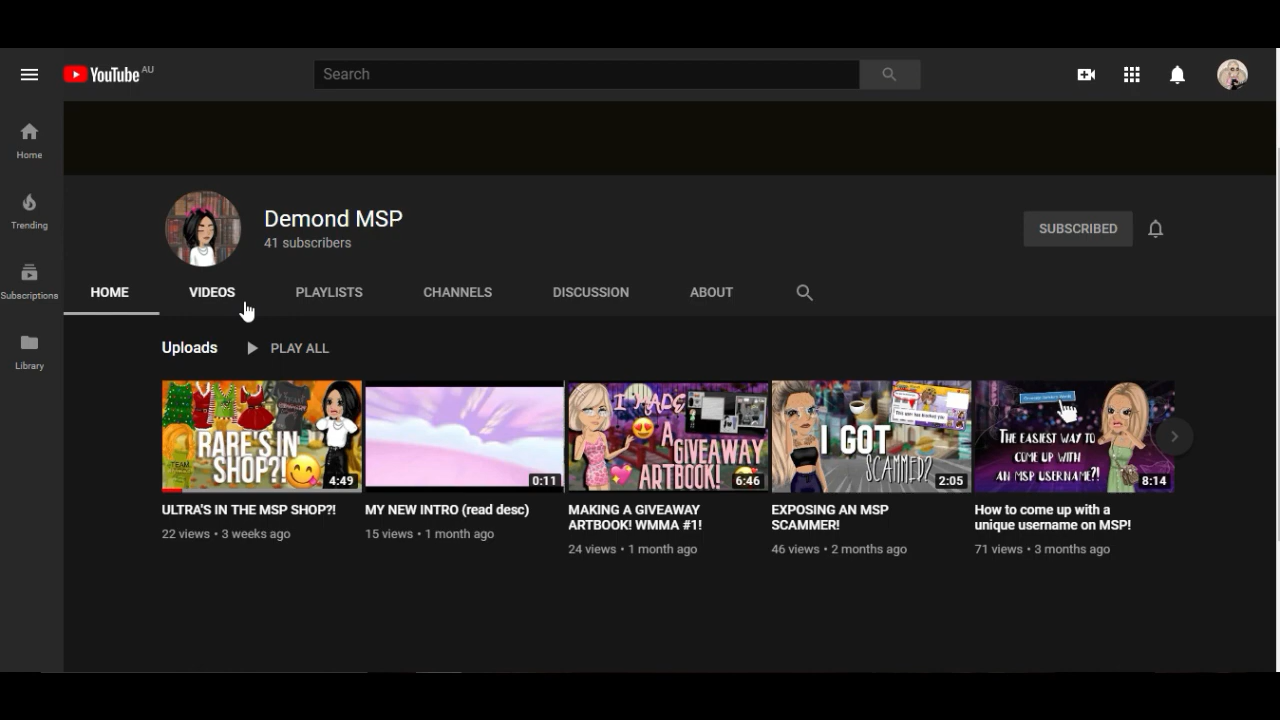 YouTube AU
Search
Home
Trending
Subscriptions
Library
Demond MSP
41 subscribers
SUBSCRIBED
HOME
VIDEOS
PLAYLISTS
CHANNELS
DISCUSSION
ABOUT
Uploads
PLAY ALL
RARE'S IN
SHOP?!
TEAM
4:49
0:11
I MADE
A
GIVEAWAY
ARTBOOK!
6:46
I GOT
SCAMMED?
2:05
THE EASIEST WAY TO
COME UP WITH
AN MSP USERNAME?!
8:14
ULTRA'S IN THE MSP SHOP?!
22 views • 3 weeks ago
MY NEW INTRO (read desc)
15 views • 1 month ago
MAKING A GIVEAWAY
ARTBOOK! WMMA #1!
24 views • 1 month ago
EXPOSING AN MSP
SCAMMER!
46 views • 2 months ago
How to come up with a
unique username on MSP!
71 views • 3 months ago